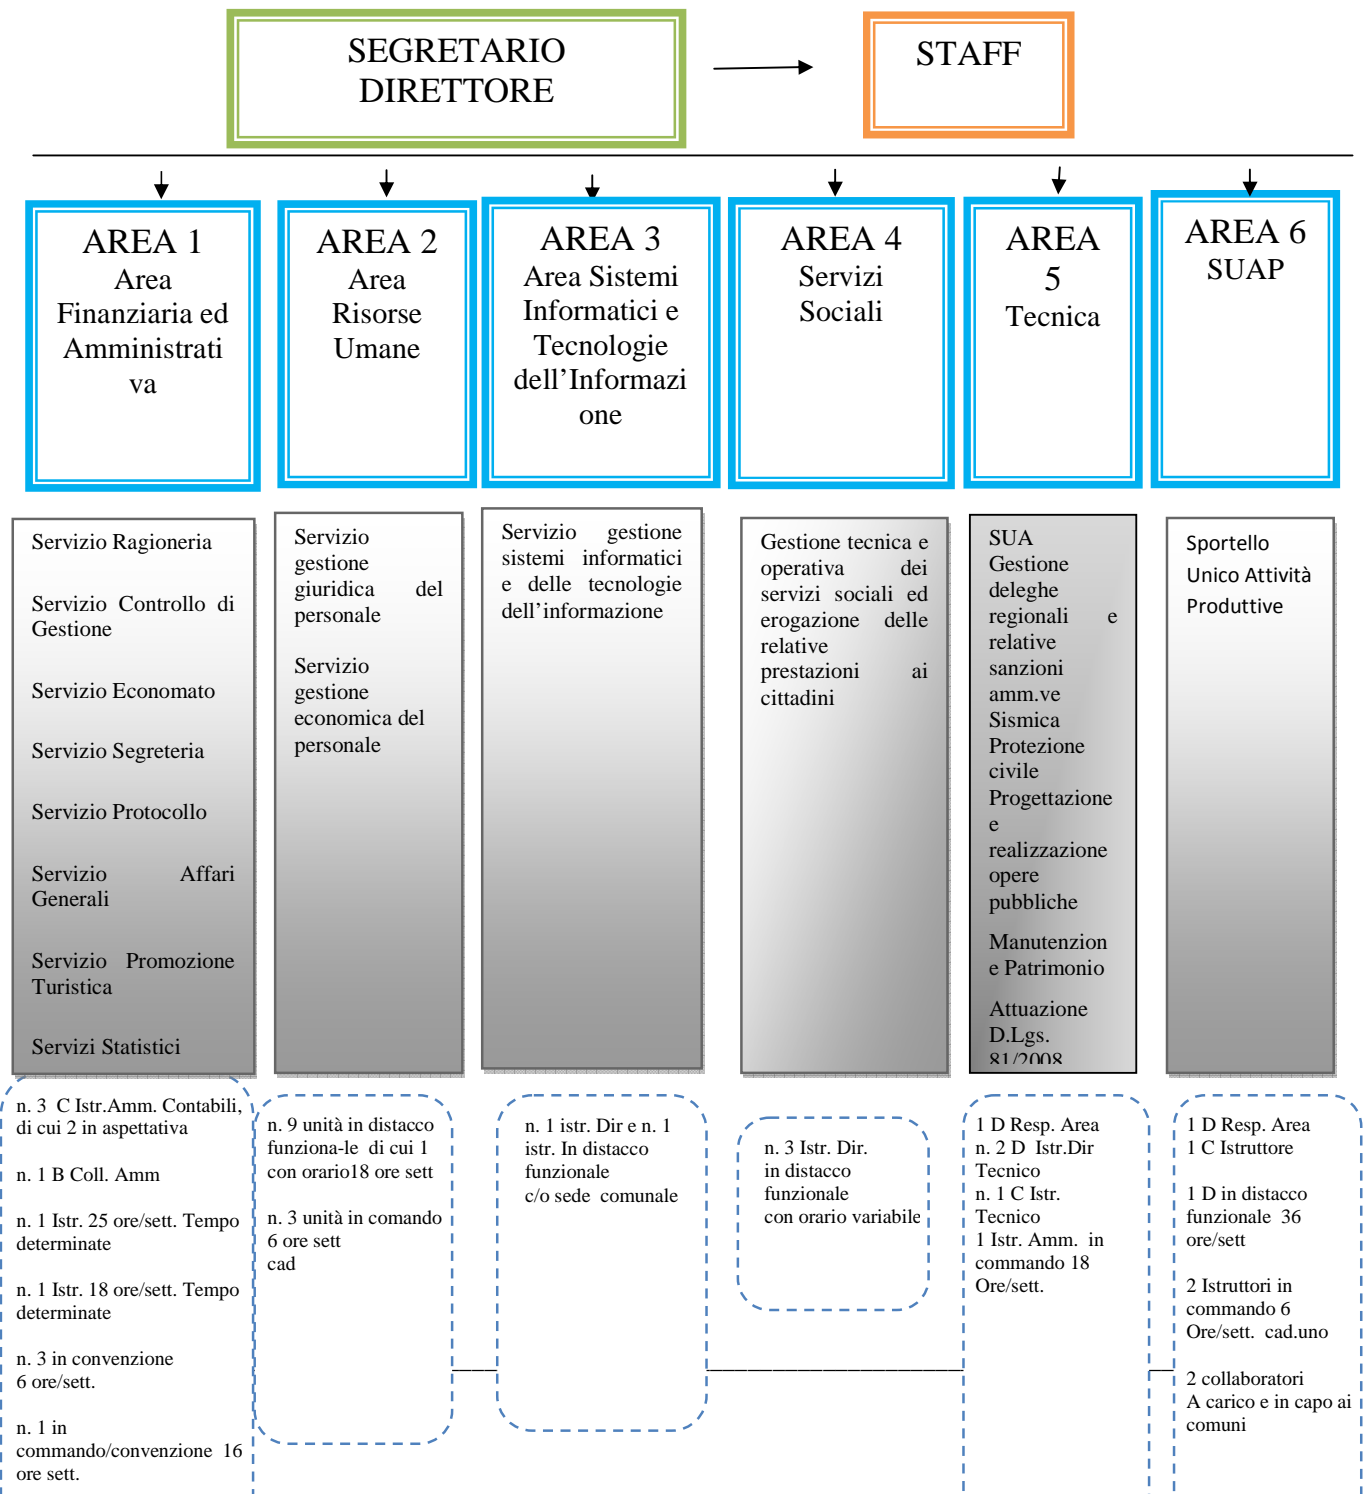 SEGRETARIO
DIRETTORE
STAFF
AREA 1
Area
Finanziaria ed
Amministrati
va
AREA 2
Area
Risorse
Umane
AREA 3
Area Sistemi
Informatici e
Tecnologie
dell’Informazi
one
AREA 4
Servizi
Sociali
AREA
5
Tecnica
AREA 6
SUAP
Servizio Ragioneria
Servizio Controllo di
Gestione
Servizio Economato
Servizio Segreteria
Servizio Protocollo
Servizio Affari
Generali
Servizio Promozione
Turistica
Servizi Statistici
Servizio
gestione
giuridica del
personale
Servizio
gestione
economica del
personale
Servizio gestione
sistemi informatici
e delle tecnologie
dell’informazione
Gestione tecnica e
operativa dei
servizi sociali ed
erogazione delle
relative
prestazioni ai
cittadini
SUA
Gestione
deleghe
regionali e
relative
sanzioni
amm.ve
Sismica
Protezione
civile
Progettazione
e
realizzazione
opere
pubbliche
Manutenzion
e Patrimonio
Attuazione
D.Lgs.
81/2008
Sportello
Unico Attività
Produttive
n. 3 C Istr.Amm. Contabili,
di cui 2 in aspettativa
n. 1 B Coll. Amm
n. 1 Istr. 25 ore/sett. Tempo
determinate
n. 1 Istr. 18 ore/sett. Tempo
determinate
n. 3 in convenzione
6 ore/sett.
n. 1 in
commando/convenzione 16
ore sett.
n. 9 unità in distacco
funziona-le di cui 1
con orario18 ore sett
n. 3 unità in comando
6 ore sett
cad
n. 1 istr. Dir e n. 1
istr. In distacco
funzionale
c/o sede comunale
n. 3 Istr. Dir.
in distacco
funzionale
con orario variabile
1 D Resp. Area
n. 2 D Istr.Dir
Tecnico
n. 1 C Istr.
Tecnico
1 Istr. Amm. in
commando 18
Ore/sett.
1 D Resp. Area
1 C Istruttore
1 D in distacco
funzionale 36
ore/sett
2 Istruttori in
commando 6
Ore/sett. cad.uno
2 collaboratori
A carico e in capo ai
comuni